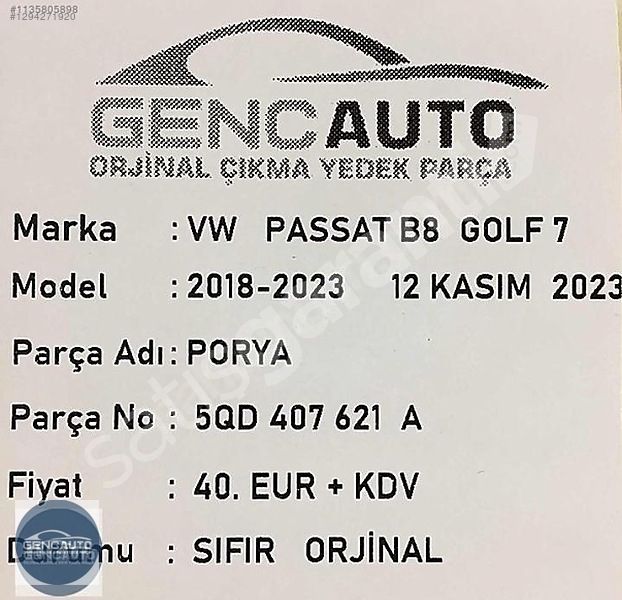 #1135805898
#1294271920
GENCAUTO
ORJİNAL ÇIKMA YEDEK PARÇA
Marka : VW PASSAT B8 GOLF 7
Model : 2018-2023 12 KASIM 2023
Parça Adı : PORYA
Parça No : 5QD 407 621 A
Fiyat : 40. EUR + KDV
: SIFIR ORJİNAL
GENCAUTO
GENCAUTO